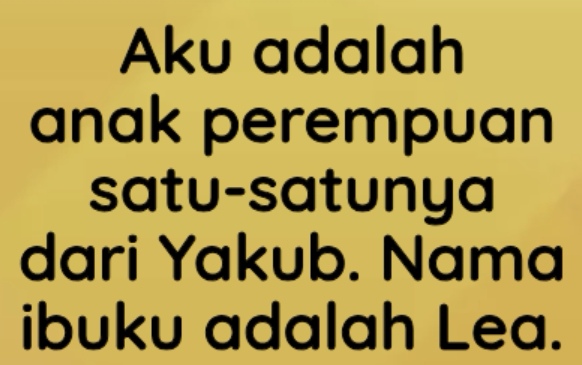 Aku adalah
anak perempuan
satu-satunya
dari Yakub. Nama
ibuku adalah Lea.